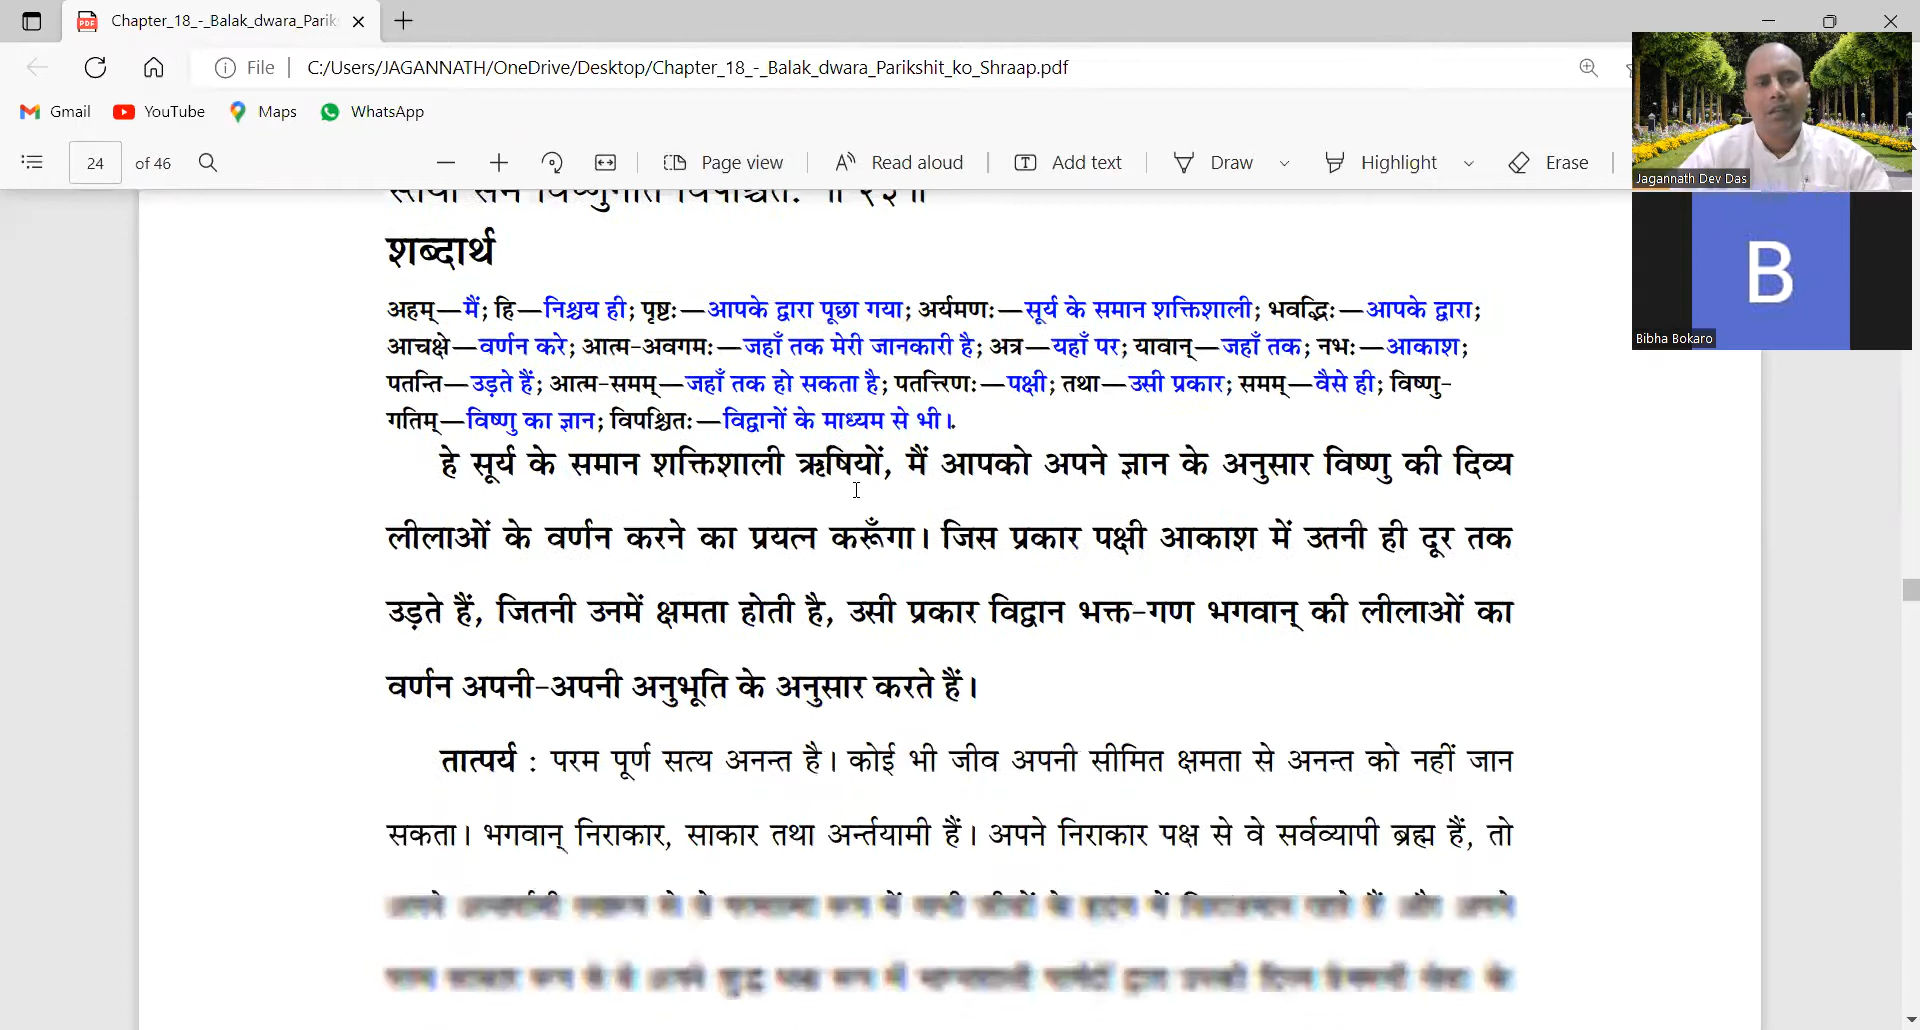 Chapter_18_-_Balak_dwara_Parik
C:/Users/JAGANNATH/OneDrive/Desktop/Chapter_18_-_Balak_dwara_Parikshit_ko_Shraap.pdf
File
Gmail YouTube Maps WhatsApp
24 of 46 Page view Read aloud Add text Draw Highlight Erase
Jagannath Dev Das
B
Bibha Bokaro
शब्दार्थ
अहम्—मैं; हि—निश्चय ही; पृष्टः—आपके द्वारा पूछा गया; अर्यमणः—सूर्य के समान शक्तिशाली; भवद्भिः—आपके द्वारा;
आचक्षे—वर्णन करे; आत्म-अवगमः—जहाँ तक मेरी जानकारी है; अत्र—यहाँ पर; यावान्—जहाँ तक; नभः—आकाश;
पतन्ति—उड़ते हैं; आत्म-समम्—जहाँ तक हो सकता है; पतत्त्रिणः—पक्षी; तथा—उसी प्रकार; समम्—वैसे ही; विष्णु-
गतिम्—विष्णु का ज्ञान; विपश्चितः—विद्वानों के माध्यम से भी।.
हे सूर्य के समान शक्तिशाली ऋषियों, मैं आपको अपने ज्ञान के अनुसार विष्णु की दिव्य
लीलाओं के वर्णन करने का प्रयत्न करूँगा। जिस प्रकार पक्षी आकाश में उतनी ही दूर तक
उड़ते हैं, जितनी उनमें क्षमता होती है, उसी प्रकार विद्वान भक्त-गण भगवान् की लीलाओं का
वर्णन अपनी-अपनी अनुभूति के अनुसार करते हैं।
तात्पर्य : परम पूर्ण सत्य अनन्त है। कोई भी जीव अपनी सीमित क्षमता से अनन्त को नहीं जान
सकता। भगवान् निराकार, साकार तथा अर्न्तयामी हैं। अपने निराकार पक्ष से वे सर्वव्यापी ब्रह्म हैं, तो